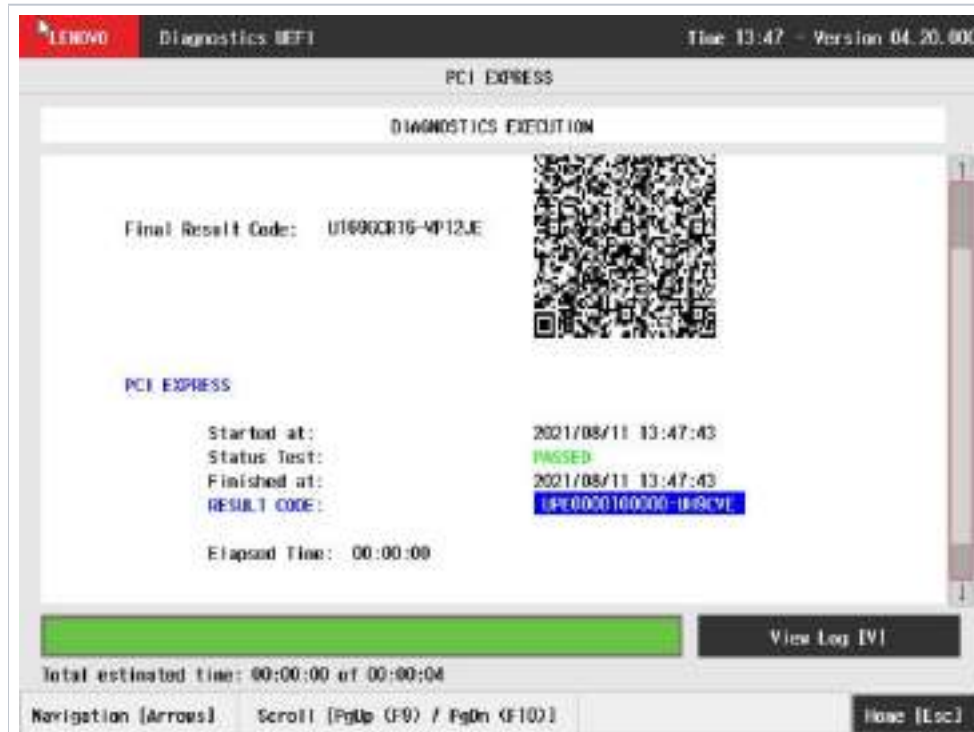 LENOVO Diagnostics UEFI Time 13:47 - Version 04.20.000
PCI EXPRESS
DIAGNOSTICS EXECUTION
Final Result Code:
PCI EXPRESS
Started at: 2021/08/11 13:47:43
Status Test: PASSED
Finished at: 2021/08/11 13:47:43
RESULT CODE:
Elapsed Time: 00:00:00
View Log [V]
Total estimated time: 00:00:00 of 00:00:04
Navigation [Arrows] Scroll [PgUp (F9) / PgDn (F10)] Home [Esc]